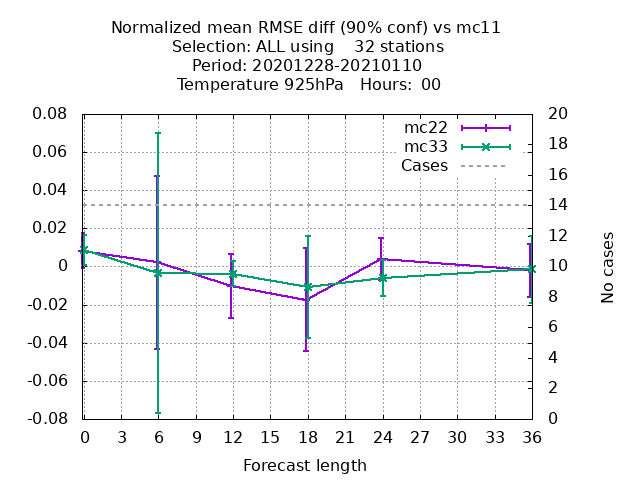 Normalized mean RMSE diff (90% conf) vs mc11
Selection: ALL using    32 stations
Period: 20201228-20210110
Temperature 925hPa   Hours:  00
mc22
mc33
Cases
0.08
0.06
0.04
0.02
0
-0.02
-0.04
-0.06
-0.08
20
18
16
14
12
10
8
6
4
2
0
No cases
0 3 6 9 12 15 18 21 24 27 30 33 36
Forecast length